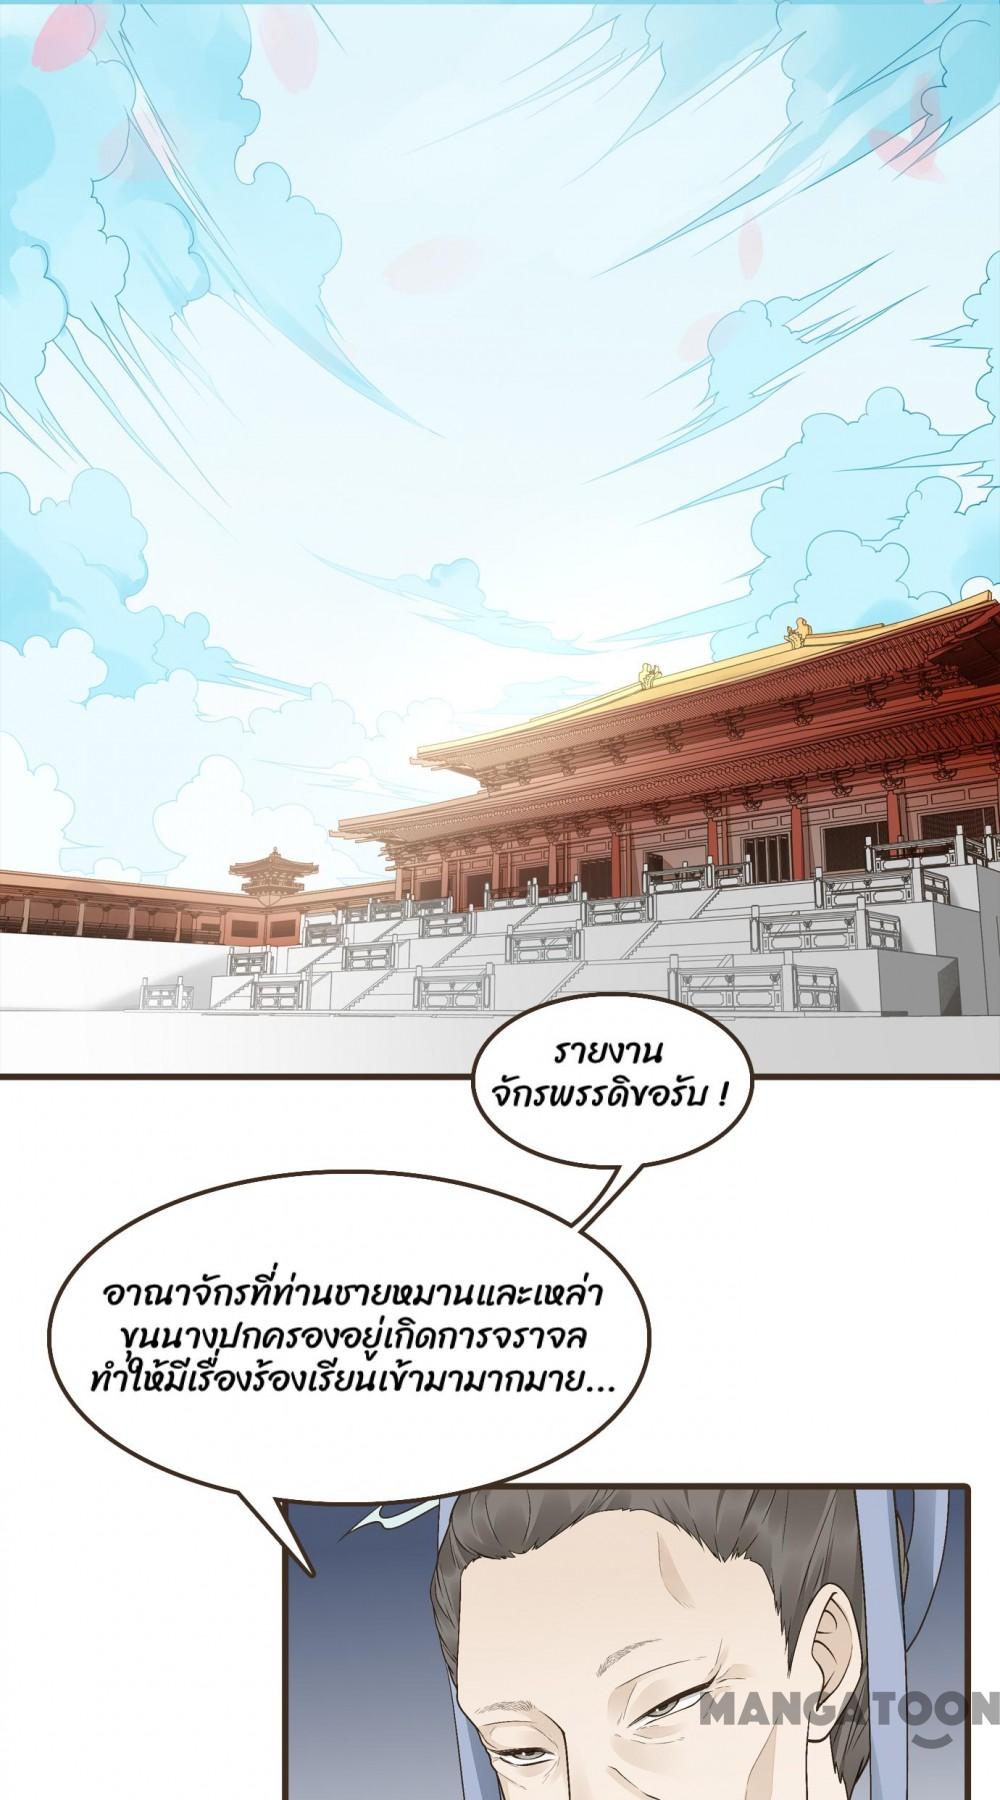 รายงาน
จักรพรรดิขอรับ !
อาณาจักรที่ท่านชายหมานและเหล่า
ขุนนางปกครองอยู่เกิดการจราจล
ทำให้มีเรื่องร้องเรียนเข้ามามากมาย...
MANGATOON